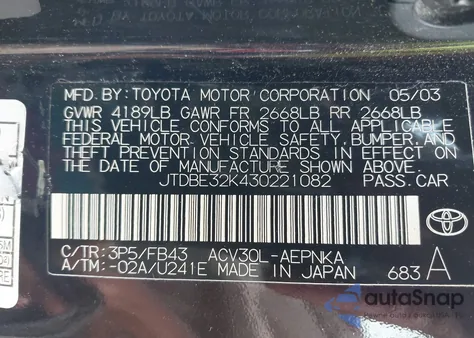 MFD.BY:TOYOTA MOTOR CORPORATION 05/03
GVWR 4189LB GAWR FR 2668LB RR 2668LB
THIS VEHICLE CONFORMS TO ALL APPLICABLE
FEDERAL MOTOR VEHICLE SAFETY,BUMPER,AND
THEFT PREVENTION STANDARDS IN EFFECT ON
THE DATE OF MANUFACTURE SHOWN ABOVE.
JTDBE32K430221082 PASS.CAR
TOYOTA
C/TR:3P5/FB43 ACV30L-AEPNKA
A/TM:-02A/U241E MADE IN JAPAN 683 A
autoSnap